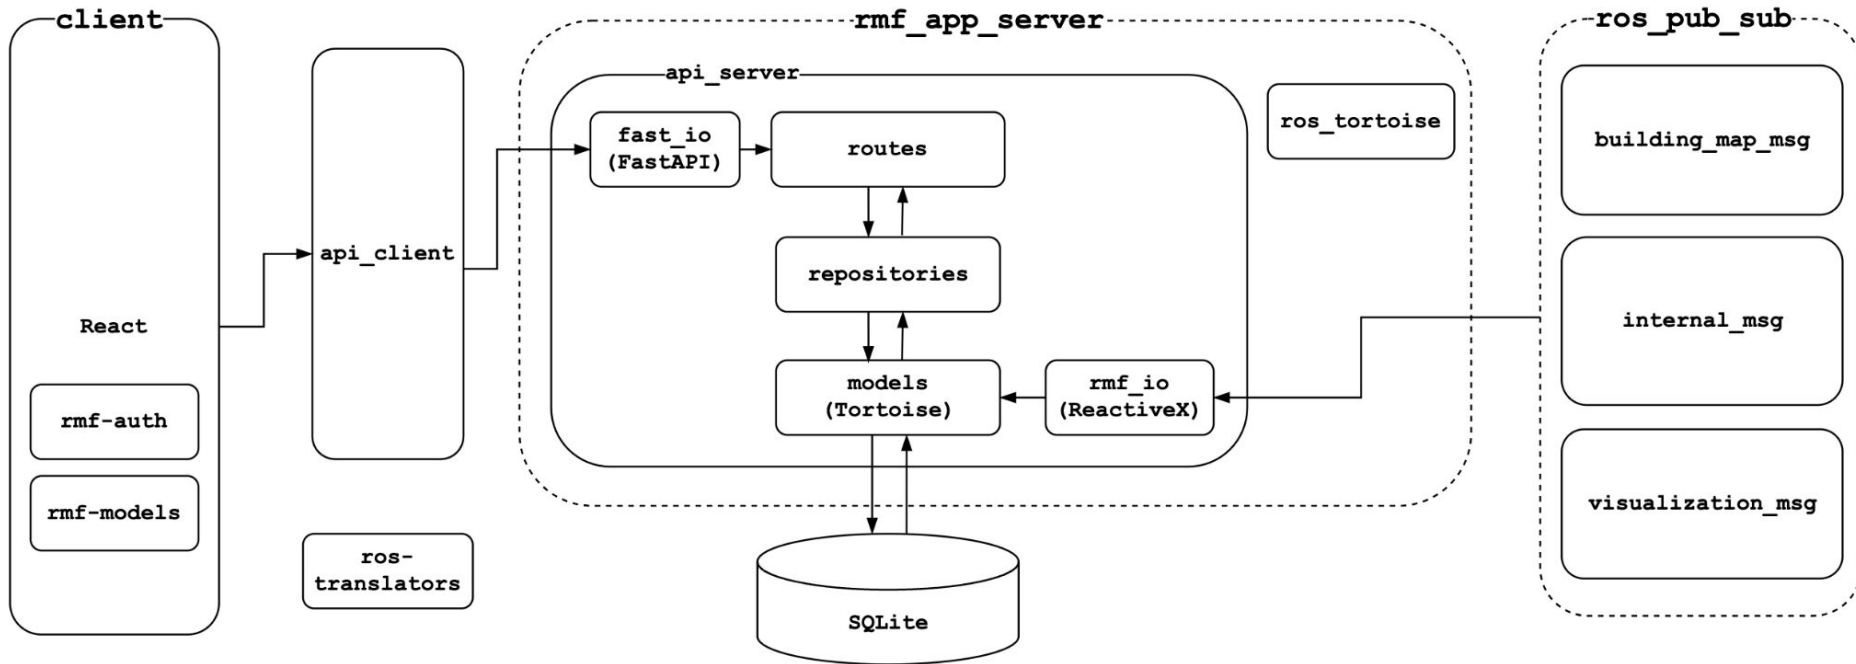 client
React
rmf-auth
rmf-models
api_client
ros-
translators
rmf_app_server
api_server
fast_io
(FastAPI)
routes
repositories
models
(Tortoise)
rmf_io
(ReactiveX)
ros_tortoise
SQLite
ros_pub_sub
building_map_msg
internal_msg
visualization_msg